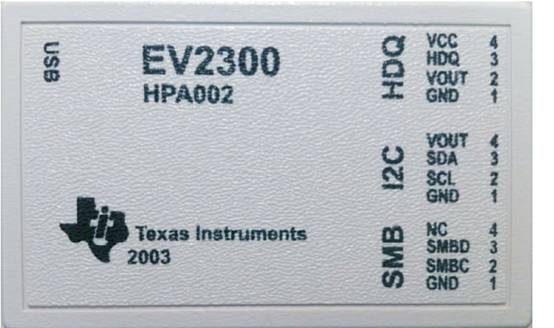 USB
EV2300
HPA002
Texas Instruments
2003
HDQ
VCC 4
HDQ 3
VOUT 2
GND 1
I2C
VOUT 4
SDA 3
SCL 2
GND 1
SMB
NC 4
SMBD 3
SMBC 2
GND 1